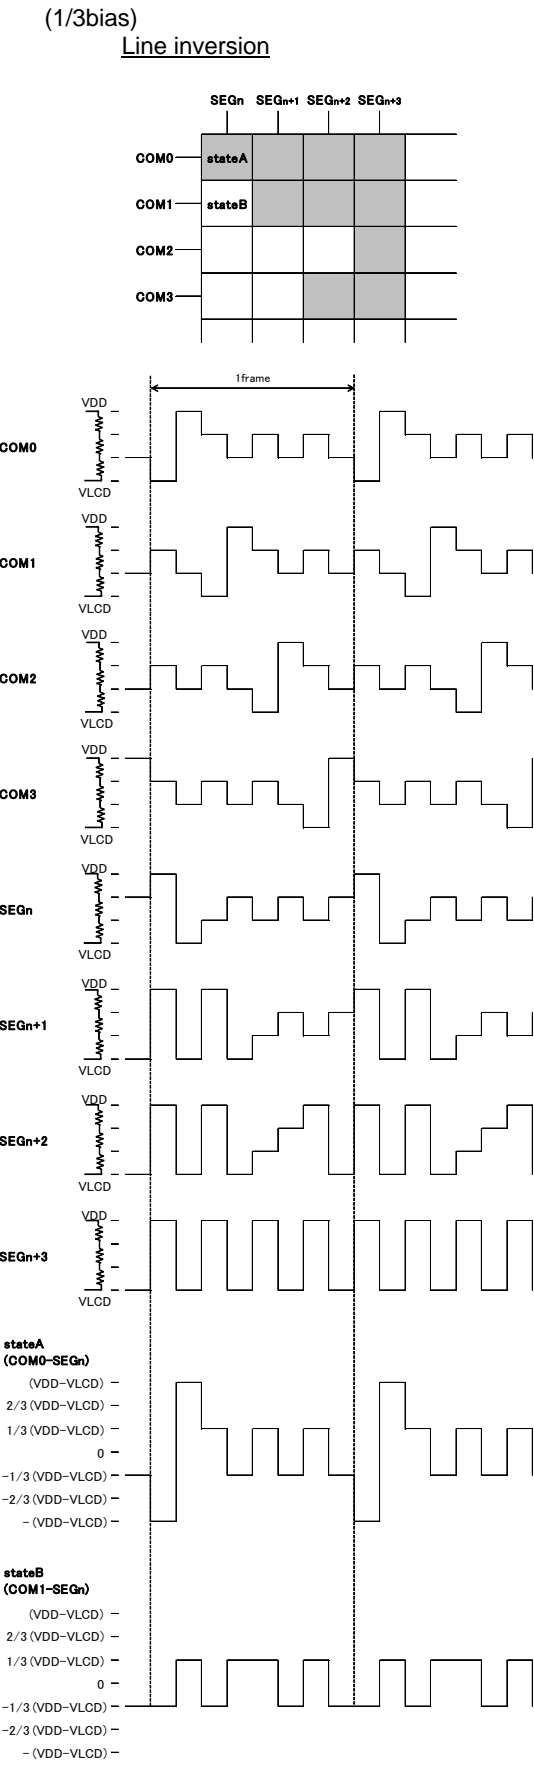 (1/3bias)
Line inversion
SEGn SEGn+1 SEGn+2 SEGn+3
COM0 stateA
COM1 stateB
COM2
COM3
1frame
VDD
COM0
VLCD
VDD
COM1
VLCD
VDD
COM2
VLCD
VDD
COM3
VLCD
VDD
SEGn
VLCD
VDD
SEGn+1
VLCD
VDD
SEGn+2
VLCD
VDD
SEGn+3
VLCD
stateA
(COM0-SEGn)
(VDD-VLCD)
2/3(VDD-VLCD)
1/3(VDD-VLCD)
0
-1/3(VDD-VLCD)
-2/3(VDD-VLCD)
-(VDD-VLCD)
stateB
(COM1-SEGn)
(VDD-VLCD)
2/3(VDD-VLCD)
1/3(VDD-VLCD)
0
-1/3(VDD-VLCD)
-2/3(VDD-VLCD)
-(VDD-VLCD)